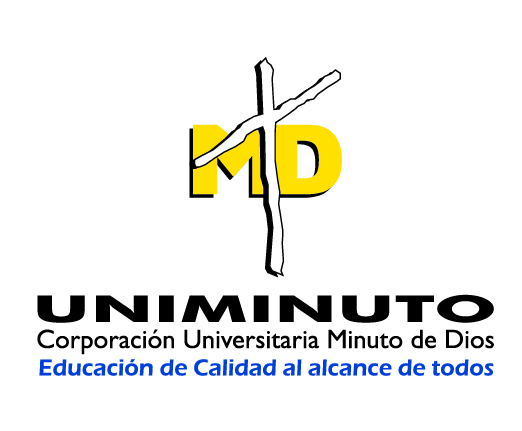 MD
UNIMINUTO
Corporación Universitaria Minuto de Dios
Educación de Calidad al alcance de todos